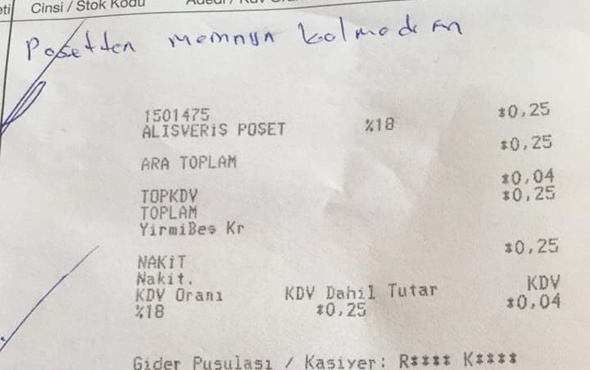 Cinsi / Stok Kodu
Poşetten memnun kalmadım
1501475 *0,25
ALISVERİS POSET %18
*0,25
ARA TOPLAM
*0,04
TOPKDV *0,25
TOPLAM
YirmiBes Kr
*0,25
NAKİT
Nakit.
KDV Oranı KDV Dahil Tutar KDV
%18 *0,25 *0,04
Gider Pusulası / Kasiyer: R**** K****